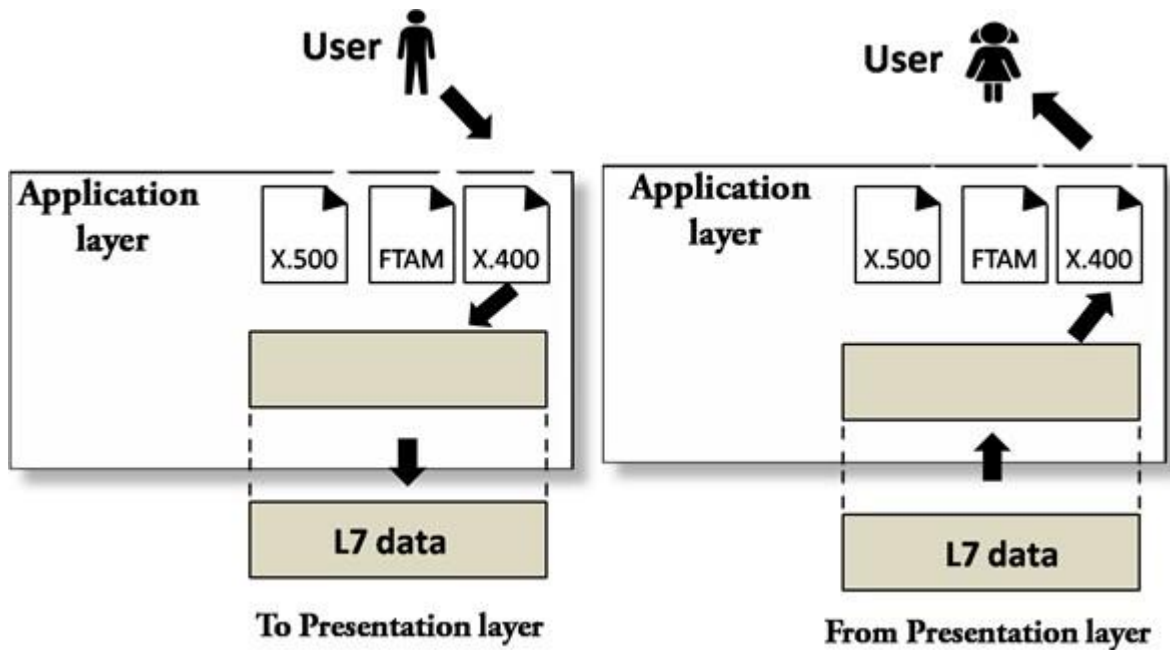 User
Application
layer
X.500 FTAM X.400
L7 data
To Presentation layer
User
Application
layer
X.500 FTAM X.400
L7 data
From Presentation layer